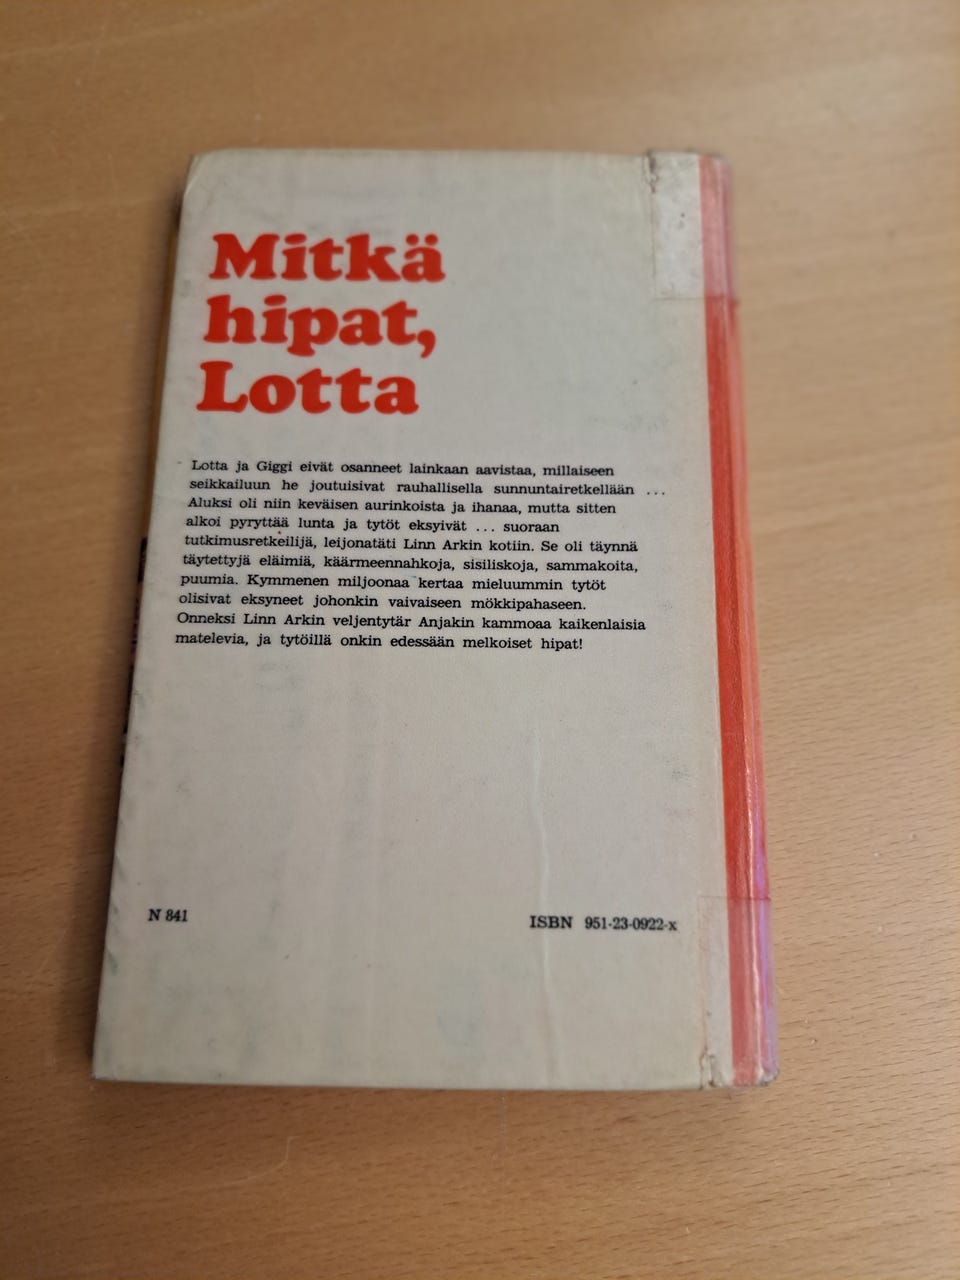 Mitkä
hipat,
Lotta
Lotta ja Giggi eivät osanneet lainkaan aavistaa, millaiseen
seikkailuun he joutuisivat rauhallisella sunnuntairetkellään ...
Aluksi oli niin keväisen aurinkoista ja ihanaa, mutta sitten
alkoi pyryttää lunta ja tytöt eksyivät ... suoraan
tutkimusretkeilijä, leijonatäti Linn Arkin kotiin. Se oli täynnä
täytettyjä eläimiä, käärmeennahkoja, sisiliskoja, sammakoita,
puumia. Kymmenen miljoonaa kertaa mieluummin tytöt
olisivat eksyneet johonkin vaivaiseen mökkipahaseen.
Onneksi Linn Arkin veljentytär Anjakin kammoaa kaikenlaisia
matelevia, ja tytöillä onkin edessään melkoiset hipat!
N 841
ISBN 951-23-0922-x